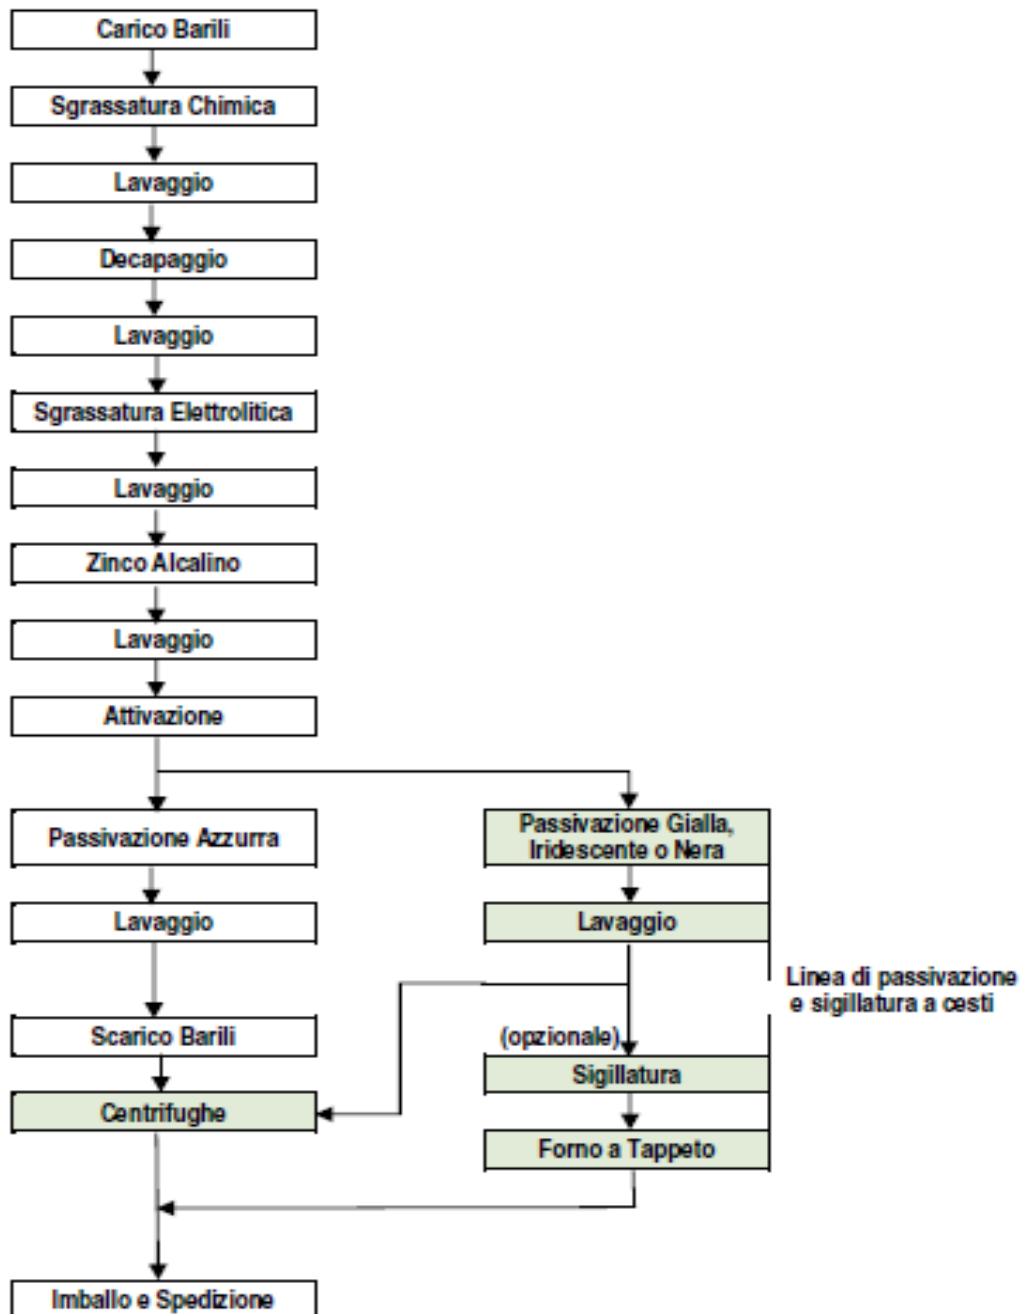 Carico Barili
Sgrassatura Chimica
Lavaggio
Decapaggio
Lavaggio
Sgrassatura Elettrolitica
Lavaggio
Zinco Alcalino
Lavaggio
Attivazione
Passivazione Azzurra
Passivazione Gialla,
Iridescente o Nera
Lavaggio
Lavaggio
Linea di passivazione
e sigillatura a cesti
Scarico Barili
(opzionale)
Sigillatura
Centrifughe
Forno a Tappeto
Imballo e Spedizione